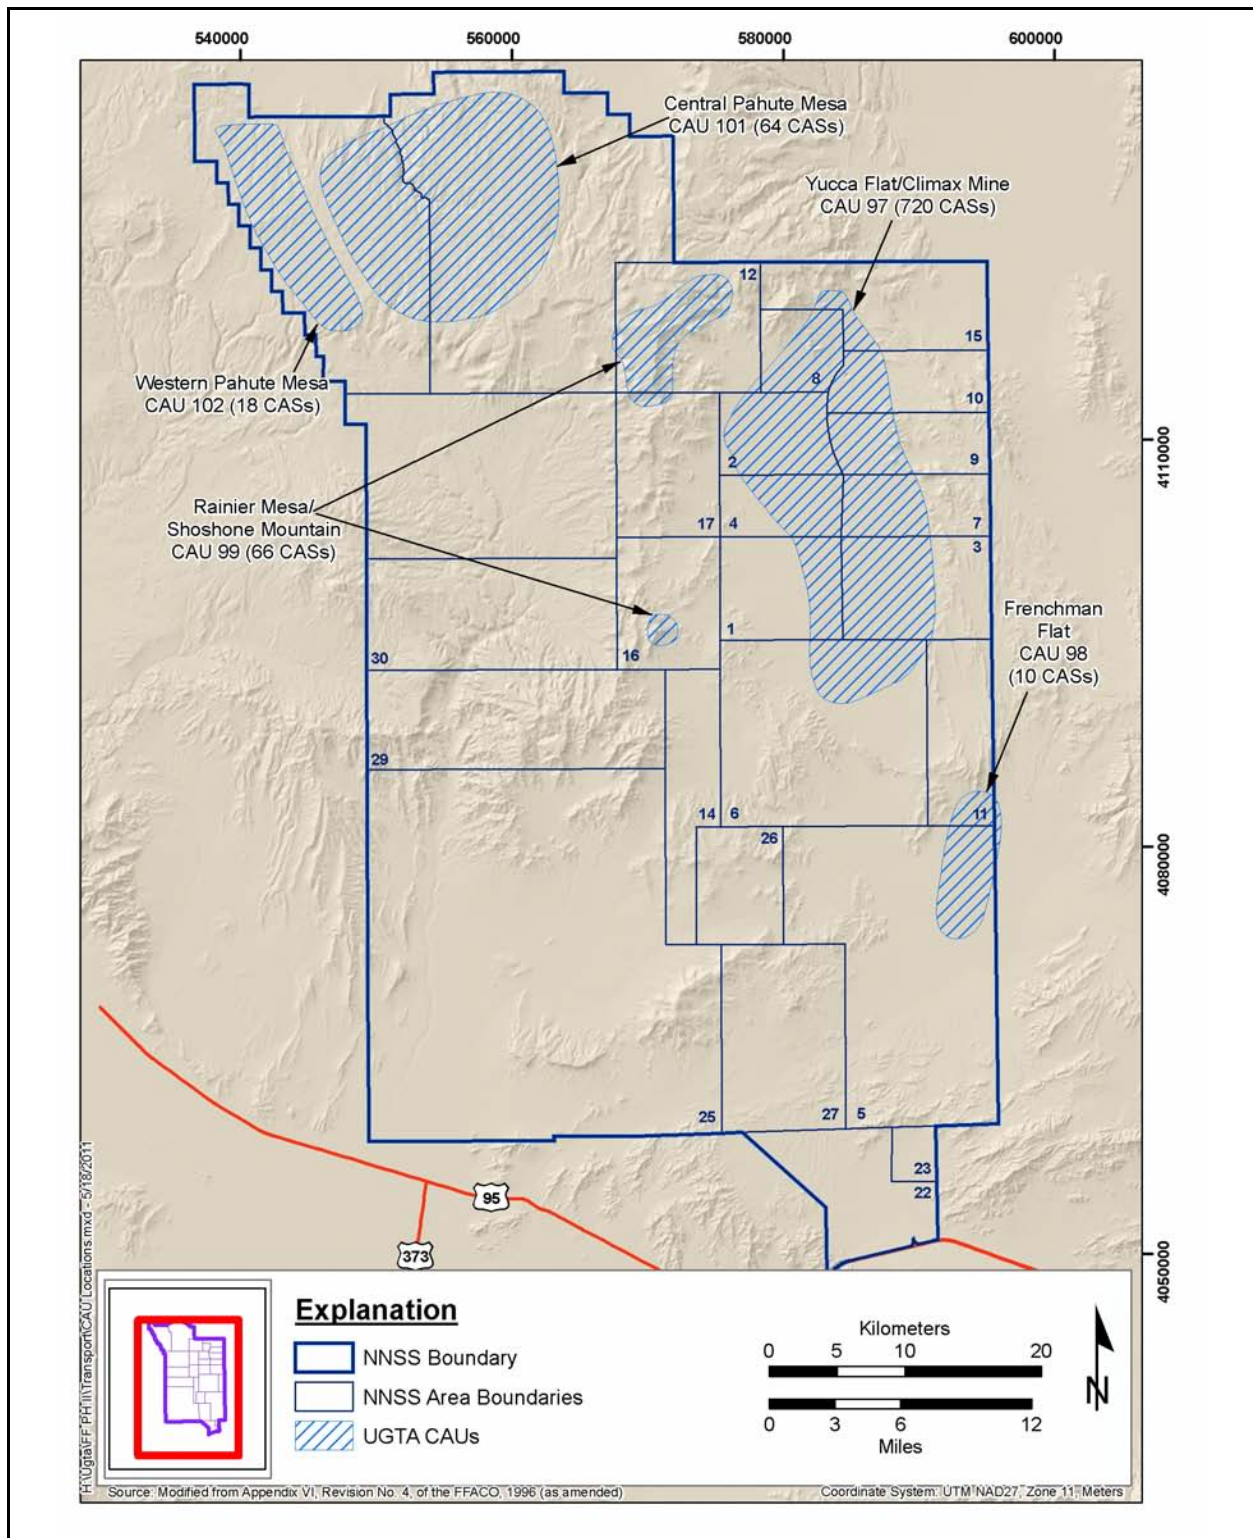 540000
560000
580000
600000
Central Pahute Mesa
CAU 101 (64 CASs)
Yucca Flat/Climax Mine
CAU 97 (720 CASs)
12
15
Western Pahute Mesa
CAU 102 (18 CASs)
8
10
4110000
2
9
Rainier Mesa/
Shoshone Mountain
CAU 99 (66 CASs)
17
4
7
3
Frenchman
Flat
CAU 98
(10 CASs)
1
30
16
29
14
6
11
26
4080000
25
27
5
23
22
95
373
4050000
H:\Ugta\FF PH II\Transport\CAU Locations.mxd - 5/18/2011
Explanation
NNSS Boundary
NNSS Area Boundaries
UGTA CAUs
Kilometers
0 5 10 20
0 3 6 12
Miles
N
Source: Modified from Appendix VI, Revision No. 4, of the FFACO, 1996 (as amended)
Coordinate System: UTM NAD27, Zone 11, Meters